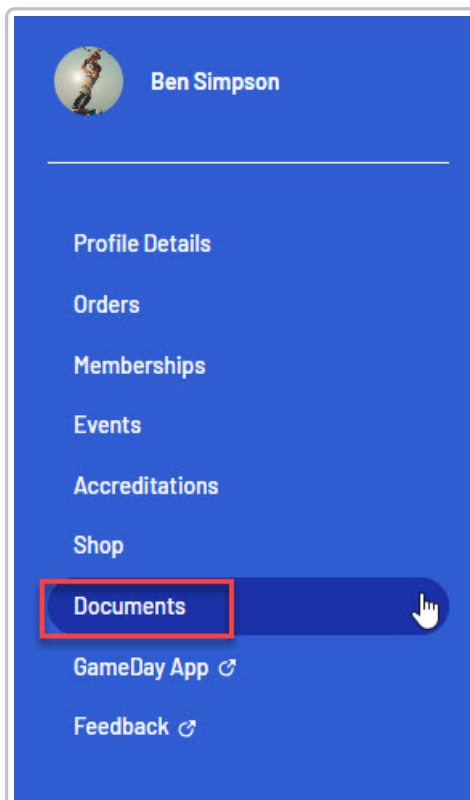 Ben Simpson
Profile Details
Orders
Memberships
Events
Accreditations
Shop
Documents
GameDay App
Feedback